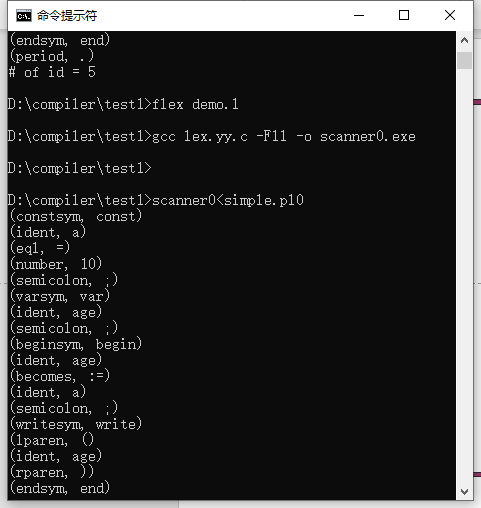 命令提示符
(endsym, end)
(period, .)
# of id = 5
D:\compiler\test1>flex demo.l
D:\compiler\test1>gcc lex.yy.c -Fll -o scanner0.exe
D:\compiler\test1>
D:\compiler\test1>scanner0<simple.pl0
(constsym, const)
(ident, a)
(eql, =)
(number, 10)
(semicolon, ;)
(varsym, var)
(ident, age)
(semicolon, ;)
(beginsym, begin)
(ident, age)
(becomes, :=)
(ident, a)
(semicolon, ;)
(writesym, write)
(lparen, ()
(ident, age)
(rparen, ))
(endsym, end)